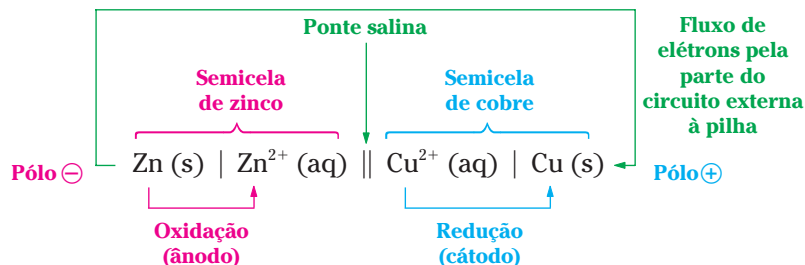 Ponte salina
Fluxo de
elétrons pela
parte do
circuito externa
à pilha
Semicela
de zinco
Semicela
de cobre
Pólo ⊖
Zn (s) | Zn²⁺ (aq) || Cu²⁺ (aq) | Cu (s)
Pólo ⊕
Oxidação
(ânodo)
Redução
(cátodo)